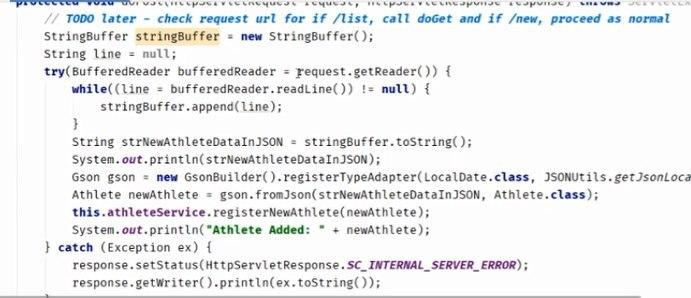 protected void doPost(HttpServletRequest request, HttpServletResponse response) throws ServletEx
// TODO later - check request url for if /list, call doGet and if /new, proceed as normal
StringBuffer stringBuffer = new StringBuffer();
String line = null;
try(BufferedReader bufferedReader = request.getReader()) {
while((line = bufferedReader.readLine()) != null) {
stringBuffer.append(line);
}
String strNewAthleteDataInJSON = stringBuffer.toString();
System.out.println(strNewAthleteDataInJSON);
Gson gson = new GsonBuilder().registerTypeAdapter(LocalDate.class, JSONUtils.getJsonLoca
Athlete newAthlete = gson.fromJson(strNewAthleteDataInJSON, Athlete.class);
this.athleteService.registerNewAthlete(newAthlete);
System.out.println("Athlete Added: " + newAthlete);
} catch (Exception ex) {
response.setStatus(HttpServletResponse.SC_INTERNAL_SERVER_ERROR);
response.getWriter().println(ex.toString());